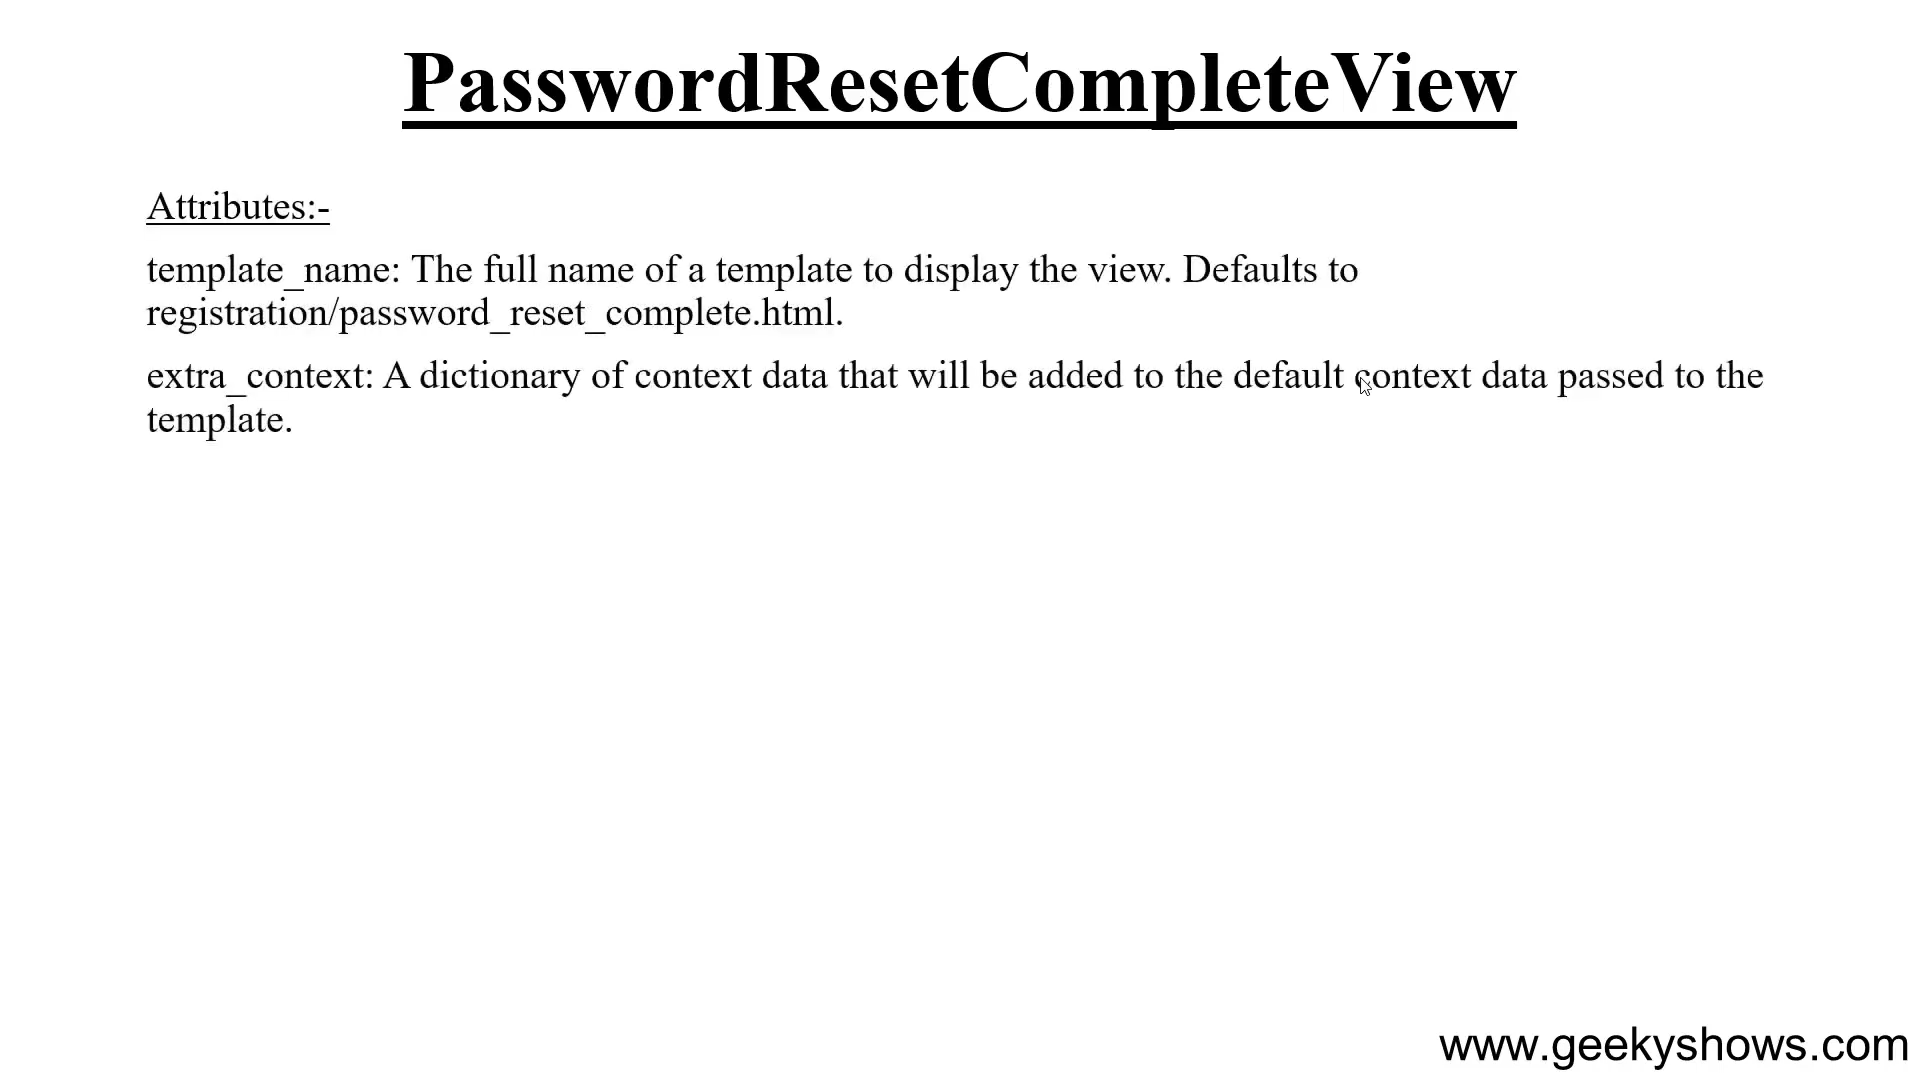 PasswordResetCompleteView
Attributes:-
template_name: The full name of a template to display the view. Defaults to
registration/password_reset_complete.html.
extra_context: A dictionary of context data that will be added to the default context data passed to the
template.
www.geekyshows.com